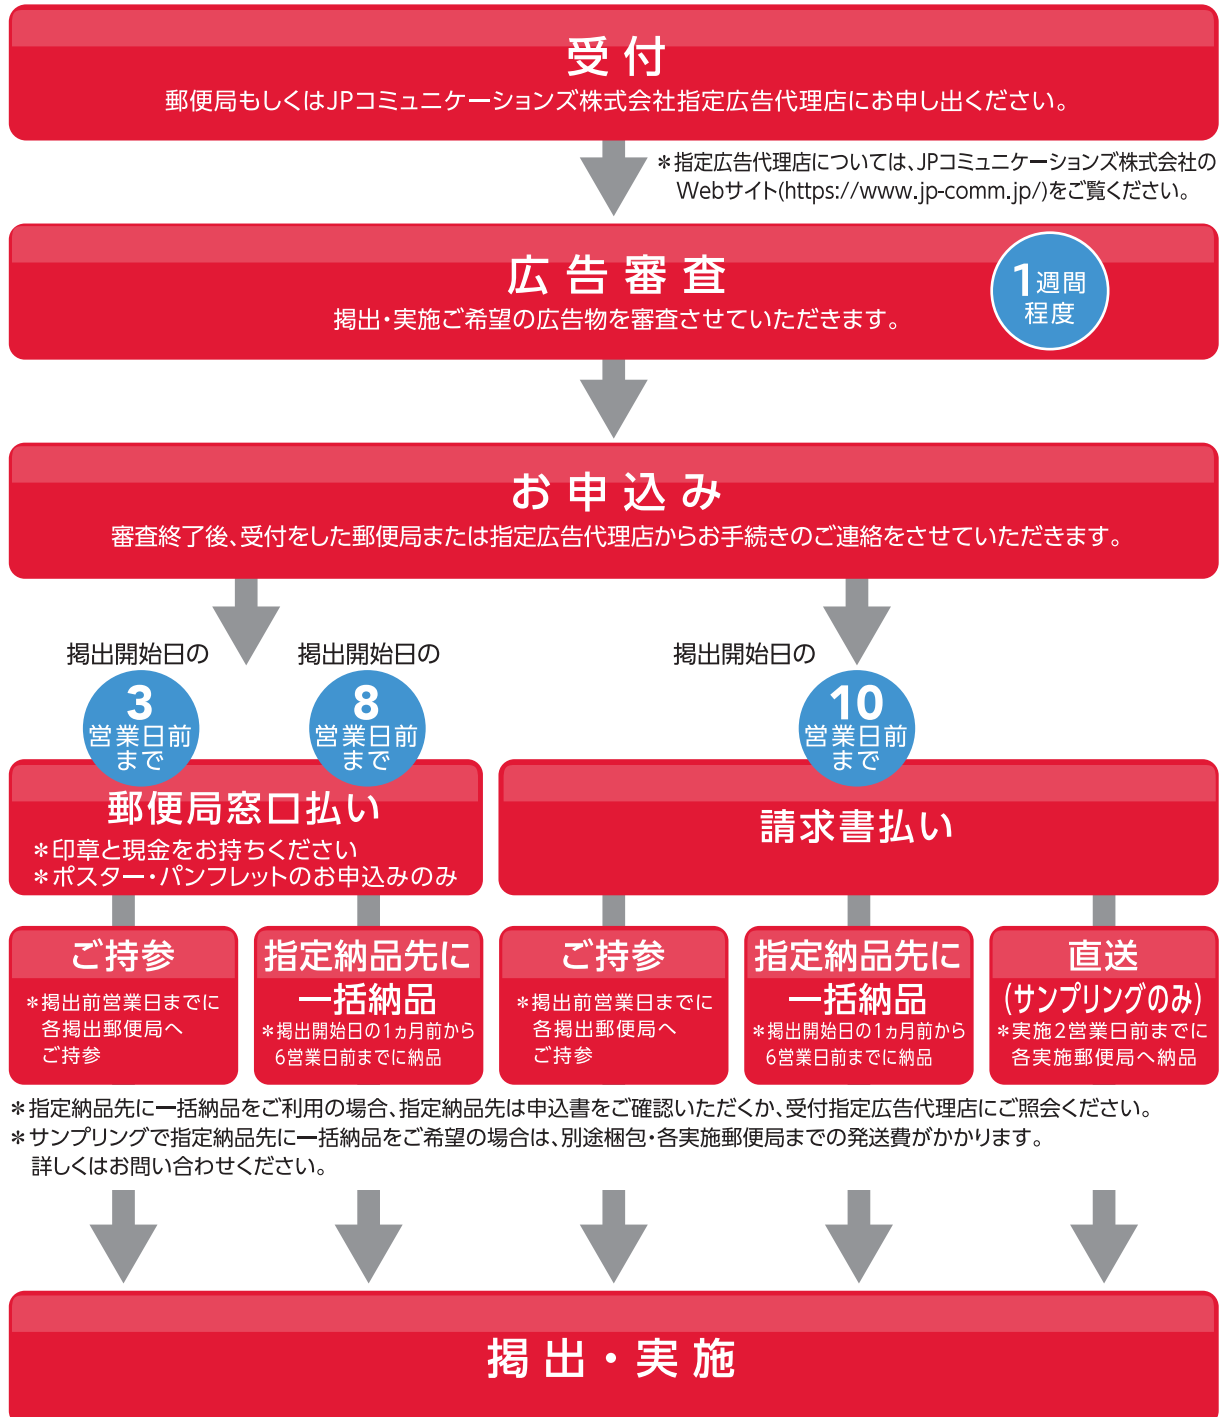 受付
郵便局もしくはJPコミュニケーションズ株式会社指定広告代理店にお申し出ください。
＊指定広告代理店については、JPコミュニケーションズ株式会社の
Webサイト(https://www.jp-comm.jp/)をご覧ください。
広告審査
掲出・実施ご希望の広告物を審査させていただきます。
1週間
程度
お申込み
審査終了後、受付をした郵便局または指定広告代理店からお手続きのご連絡をさせていただきます。
掲出開始日の
3
営業日前
まで
掲出開始日の
8
営業日前
まで
掲出開始日の
10
営業日前
まで
郵便局窓口払い
＊印章と現金をお持ちください
＊ポスター・パンフレットのお申込みのみ
請求書払い
ご持参
＊掲出前営業日までに
各掲出郵便局へ
ご持参
指定納品先に
一括納品
＊掲出開始日の1ヵ月前から
6営業日前までに納品
ご持参
＊掲出前営業日までに
各掲出郵便局へ
ご持参
指定納品先に
一括納品
＊掲出開始日の1ヵ月前から
6営業日前までに納品
直送
(サンプリングのみ)
＊実施2営業日前までに
各実施郵便局へ納品
＊指定納品先に一括納品をご利用の場合、指定納品先は申込書をご確認いただくか、受付指定広告代理店にご照会ください。
＊サンプリングで指定納品先に一括納品をご希望の場合は、別途梱包・各実施郵便局までの発送費がかかります。
詳しくはお問い合わせください。
掲出・実施